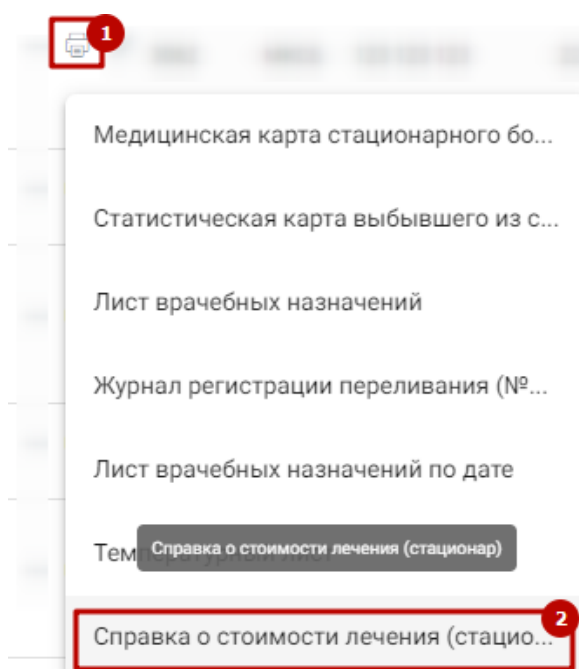 1
Медицинская карта стационарного бо...
Статистическая карта выбывшего из с...
Лист врачебных назначений
Журнал регистрации переливания (№...
Лист врачебных назначений по дате
Справка о стоимости лечения (стационар)
2
Справка о стоимости лечения (стацио...